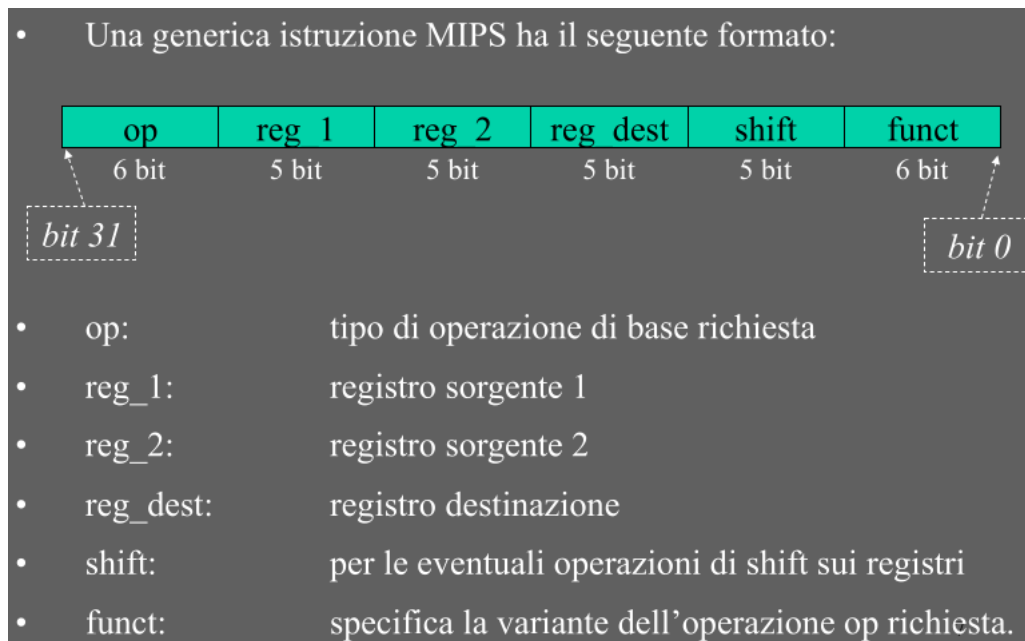 • Una generica istruzione MIPS ha il seguente formato:
op reg_1 reg_2 reg_dest shift funct
6 bit 5 bit 5 bit 5 bit 5 bit 6 bit
bit 31 bit 0
• op: tipo di operazione di base richiesta
• reg_1: registro sorgente 1
• reg_2: registro sorgente 2
• reg_dest: registro destinazione
• shift: per le eventuali operazioni di shift sui registri
• funct: specifica la variante dell’operazione op richiesta.